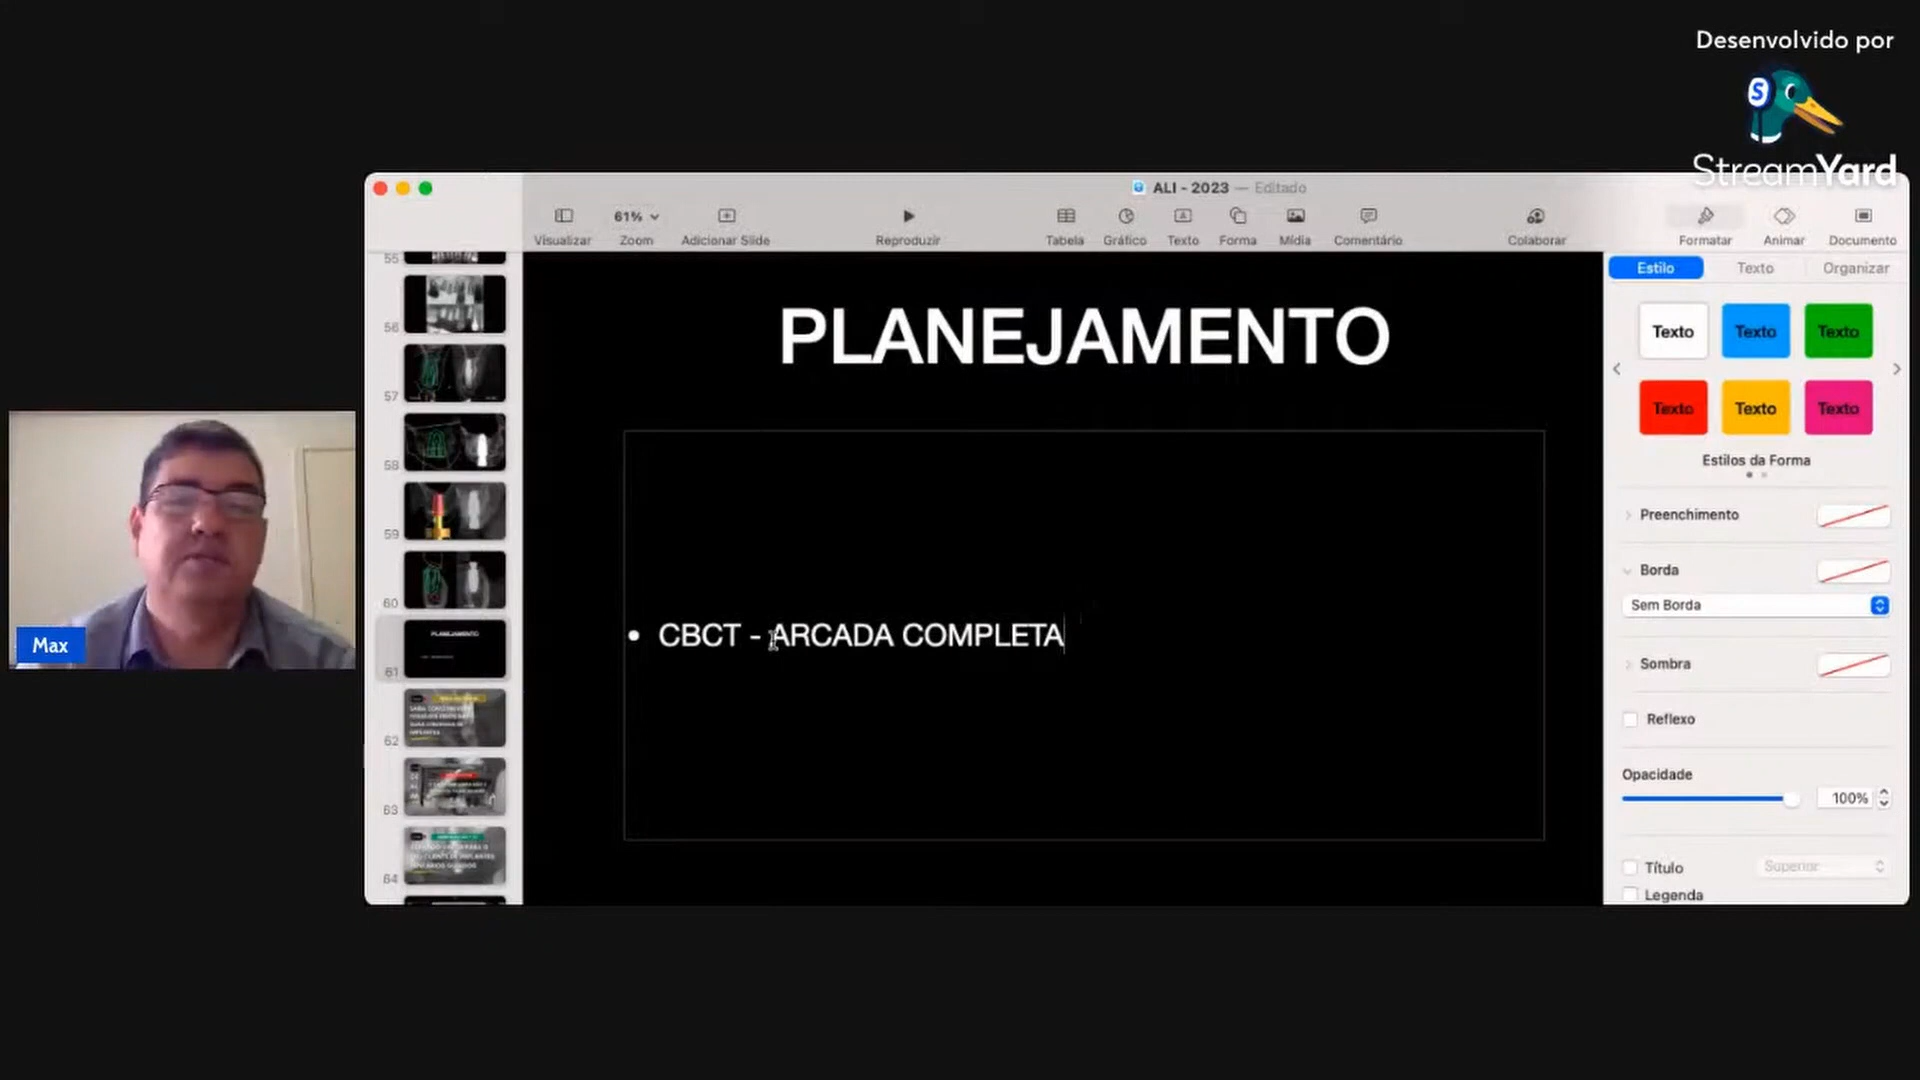 Desenvolvido por
StreamYard
ALI - 2023 — Editado
61%
Visualizar
Zoom
Adicionar Slide
Reproduzir
Tabela
Gráfico
Texto
Forma
Mídia
Comentário
Colaborar
Formatar
Animar
Documento
Estilo
Texto
Organizar
55
56
57
58
59
60
61
62
63
64
PLANEJAMENTO
PLANEJAMENTO
• CBCT - ARCADA COMPLETA
Max
Texto
Texto
Texto
Texto
Texto
Texto
Estilos da Forma
Preenchimento
Borda
Sem Borda
Sombra
Reflexo
Opacidade
100%
Título
Superior
Legenda